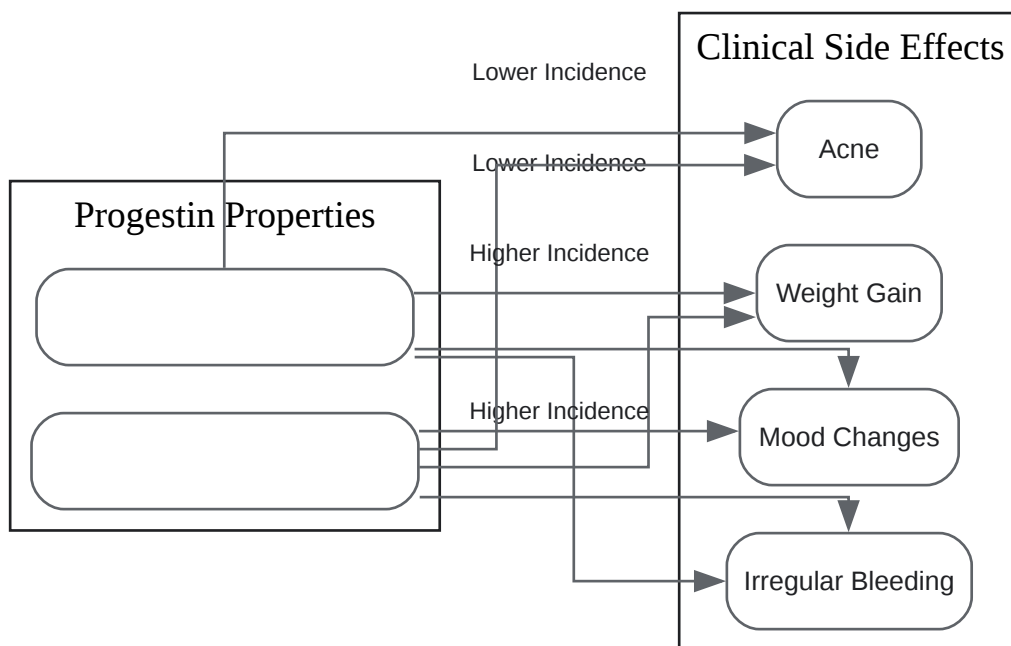 Clinical Side Effects
Lower Incidence
Acne
Lower Incidence
Progestin Properties
Higher Incidence
Weight Gain
Higher Incidence
Mood Changes
Irregular Bleeding